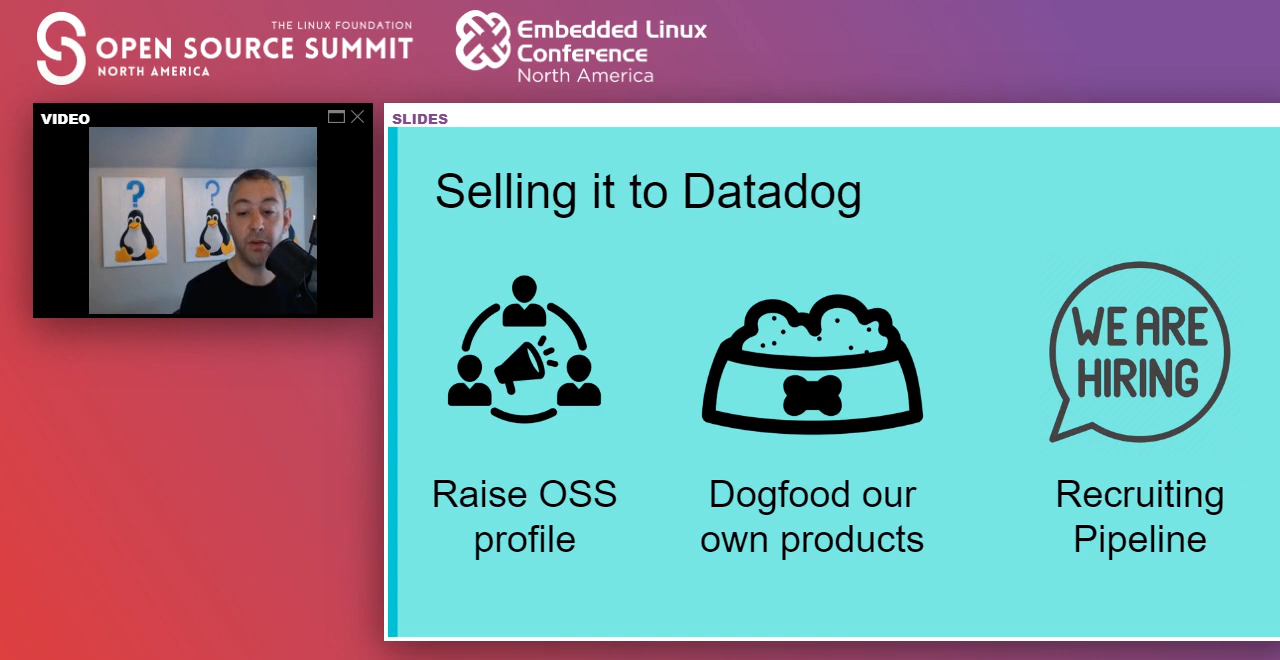 THE LINUX FOUNDATION
OPEN SOURCE SUMMIT
NORTH AMERICA
Embedded Linux
Conference
North America
VIDEO
SLIDES
?
?
?
Selling it to Datadog
WE ARE
HIRING
Raise OSS
profile
Dogfood our
own products
Recruiting
Pipeline